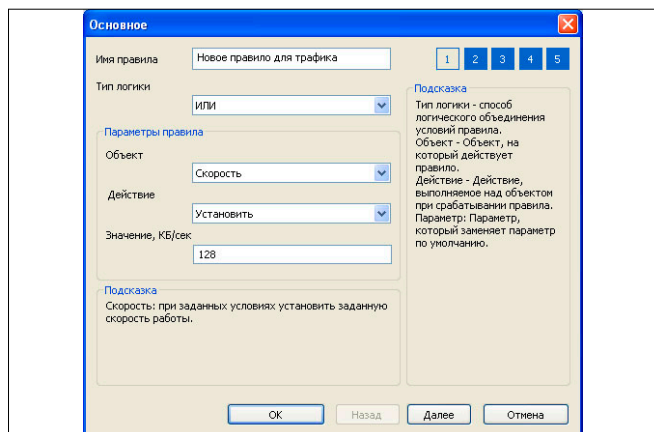 Основное
Имя правила
Новое правило для трафика
1 2 3 4 5
Тип логики
ИЛИ
Параметры правила
Объект
Скорость
Действие
Установить
Значение, КБ/сек
128
Подсказка
Скорость: при заданных условиях установить заданную
скорость работы.
Подсказка
Тип логики - способ
логического объединения
условий правила.
Объект - Объект, на
который действует
правило.
Действие - Действие,
выполняемое над объектом
при срабатывании правила.
Параметр: Параметр,
который заменяет параметр
по умолчанию.
ОК
Назад
Далее
Отмена